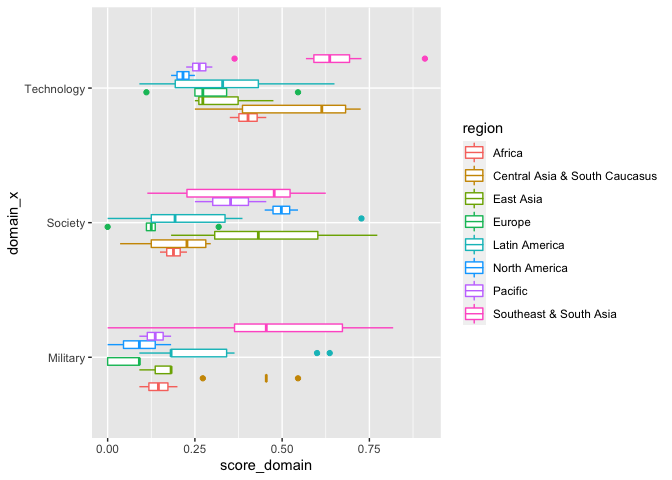 domain_x
Technology
Society
Military
0.00
0.25
0.50
0.75
score_domain
region
Africa
Central Asia & South Caucasus
East Asia
Europe
Latin America
North America
Pacific
Southeast & South Asia